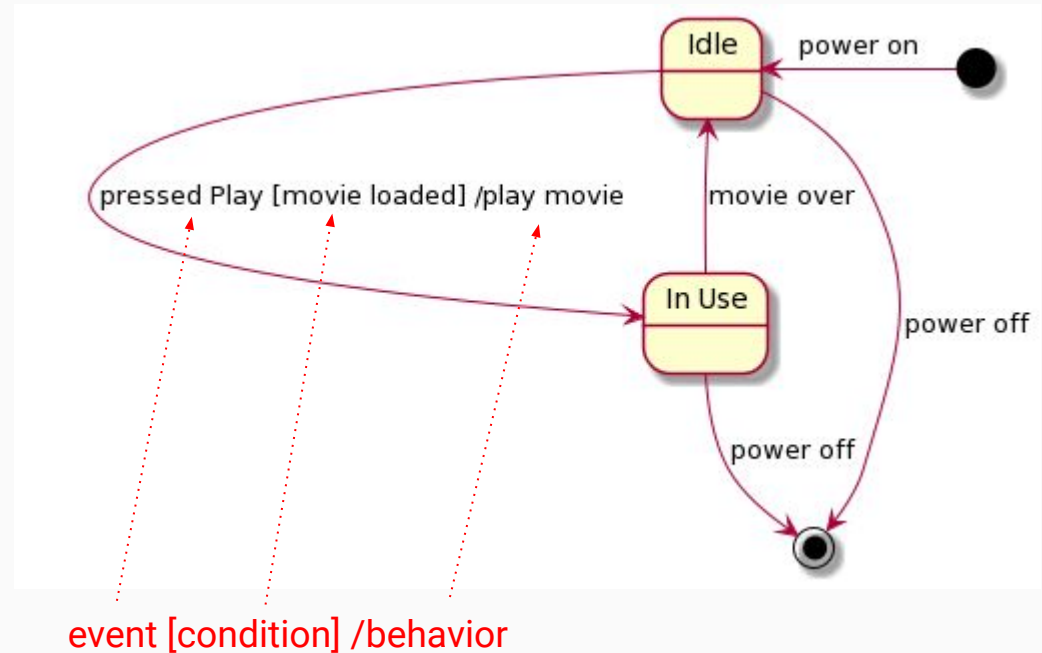 Idle
power on
pressed Play [movie loaded] /play movie
movie over
In Use
power off
power off
event [condition] /behavior